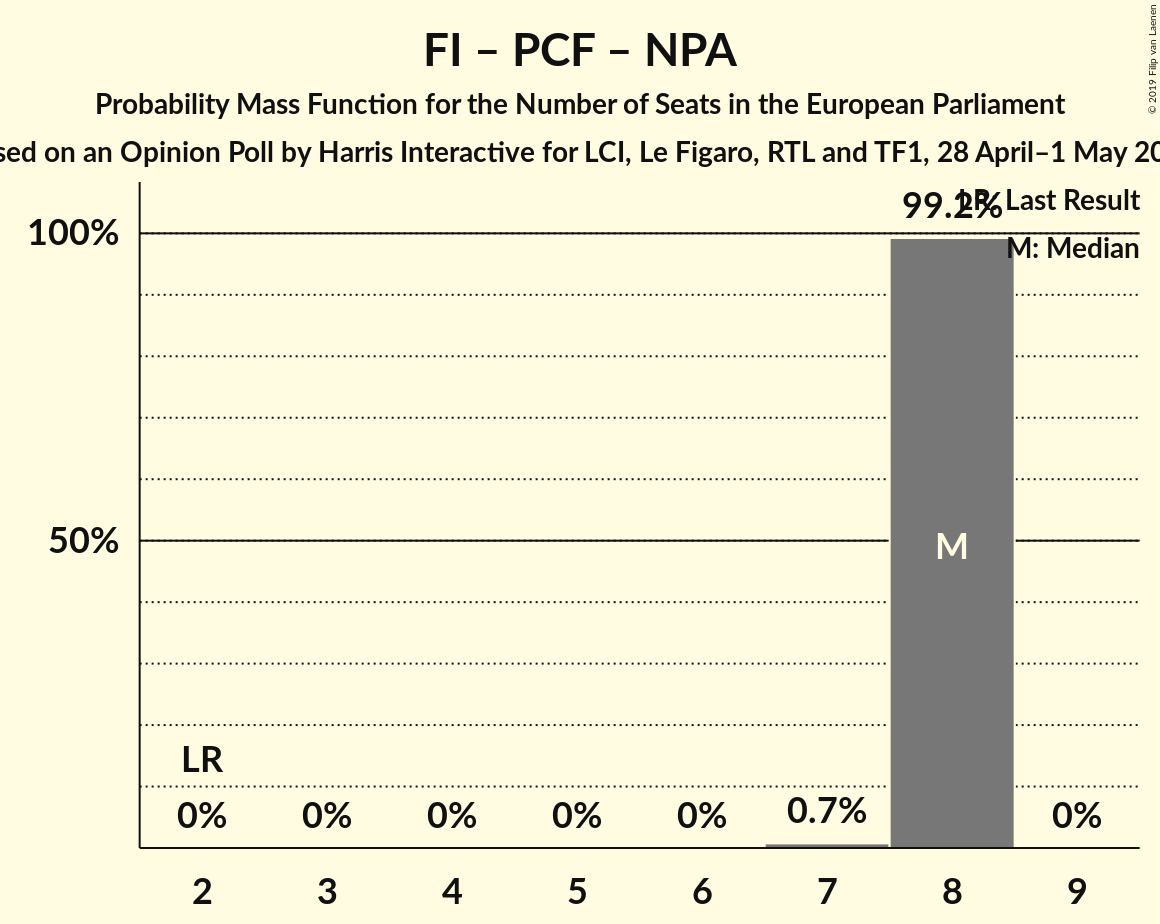 FI – PCF – NPA
Probability Mass Function for the Number of Seats in the European Parliament
sed on an Opinion Poll by Harris Interactive for LCI, Le Figaro, RTL and TF1, 28 April–1 May 20
© 2019 Filip van Laenen
LR: Last Result
M: Median
99.2%
100%
50%
M
LR
0% 0% 0% 0% 0% 0.7% 0%
2 3 4 5 6 7 8 9